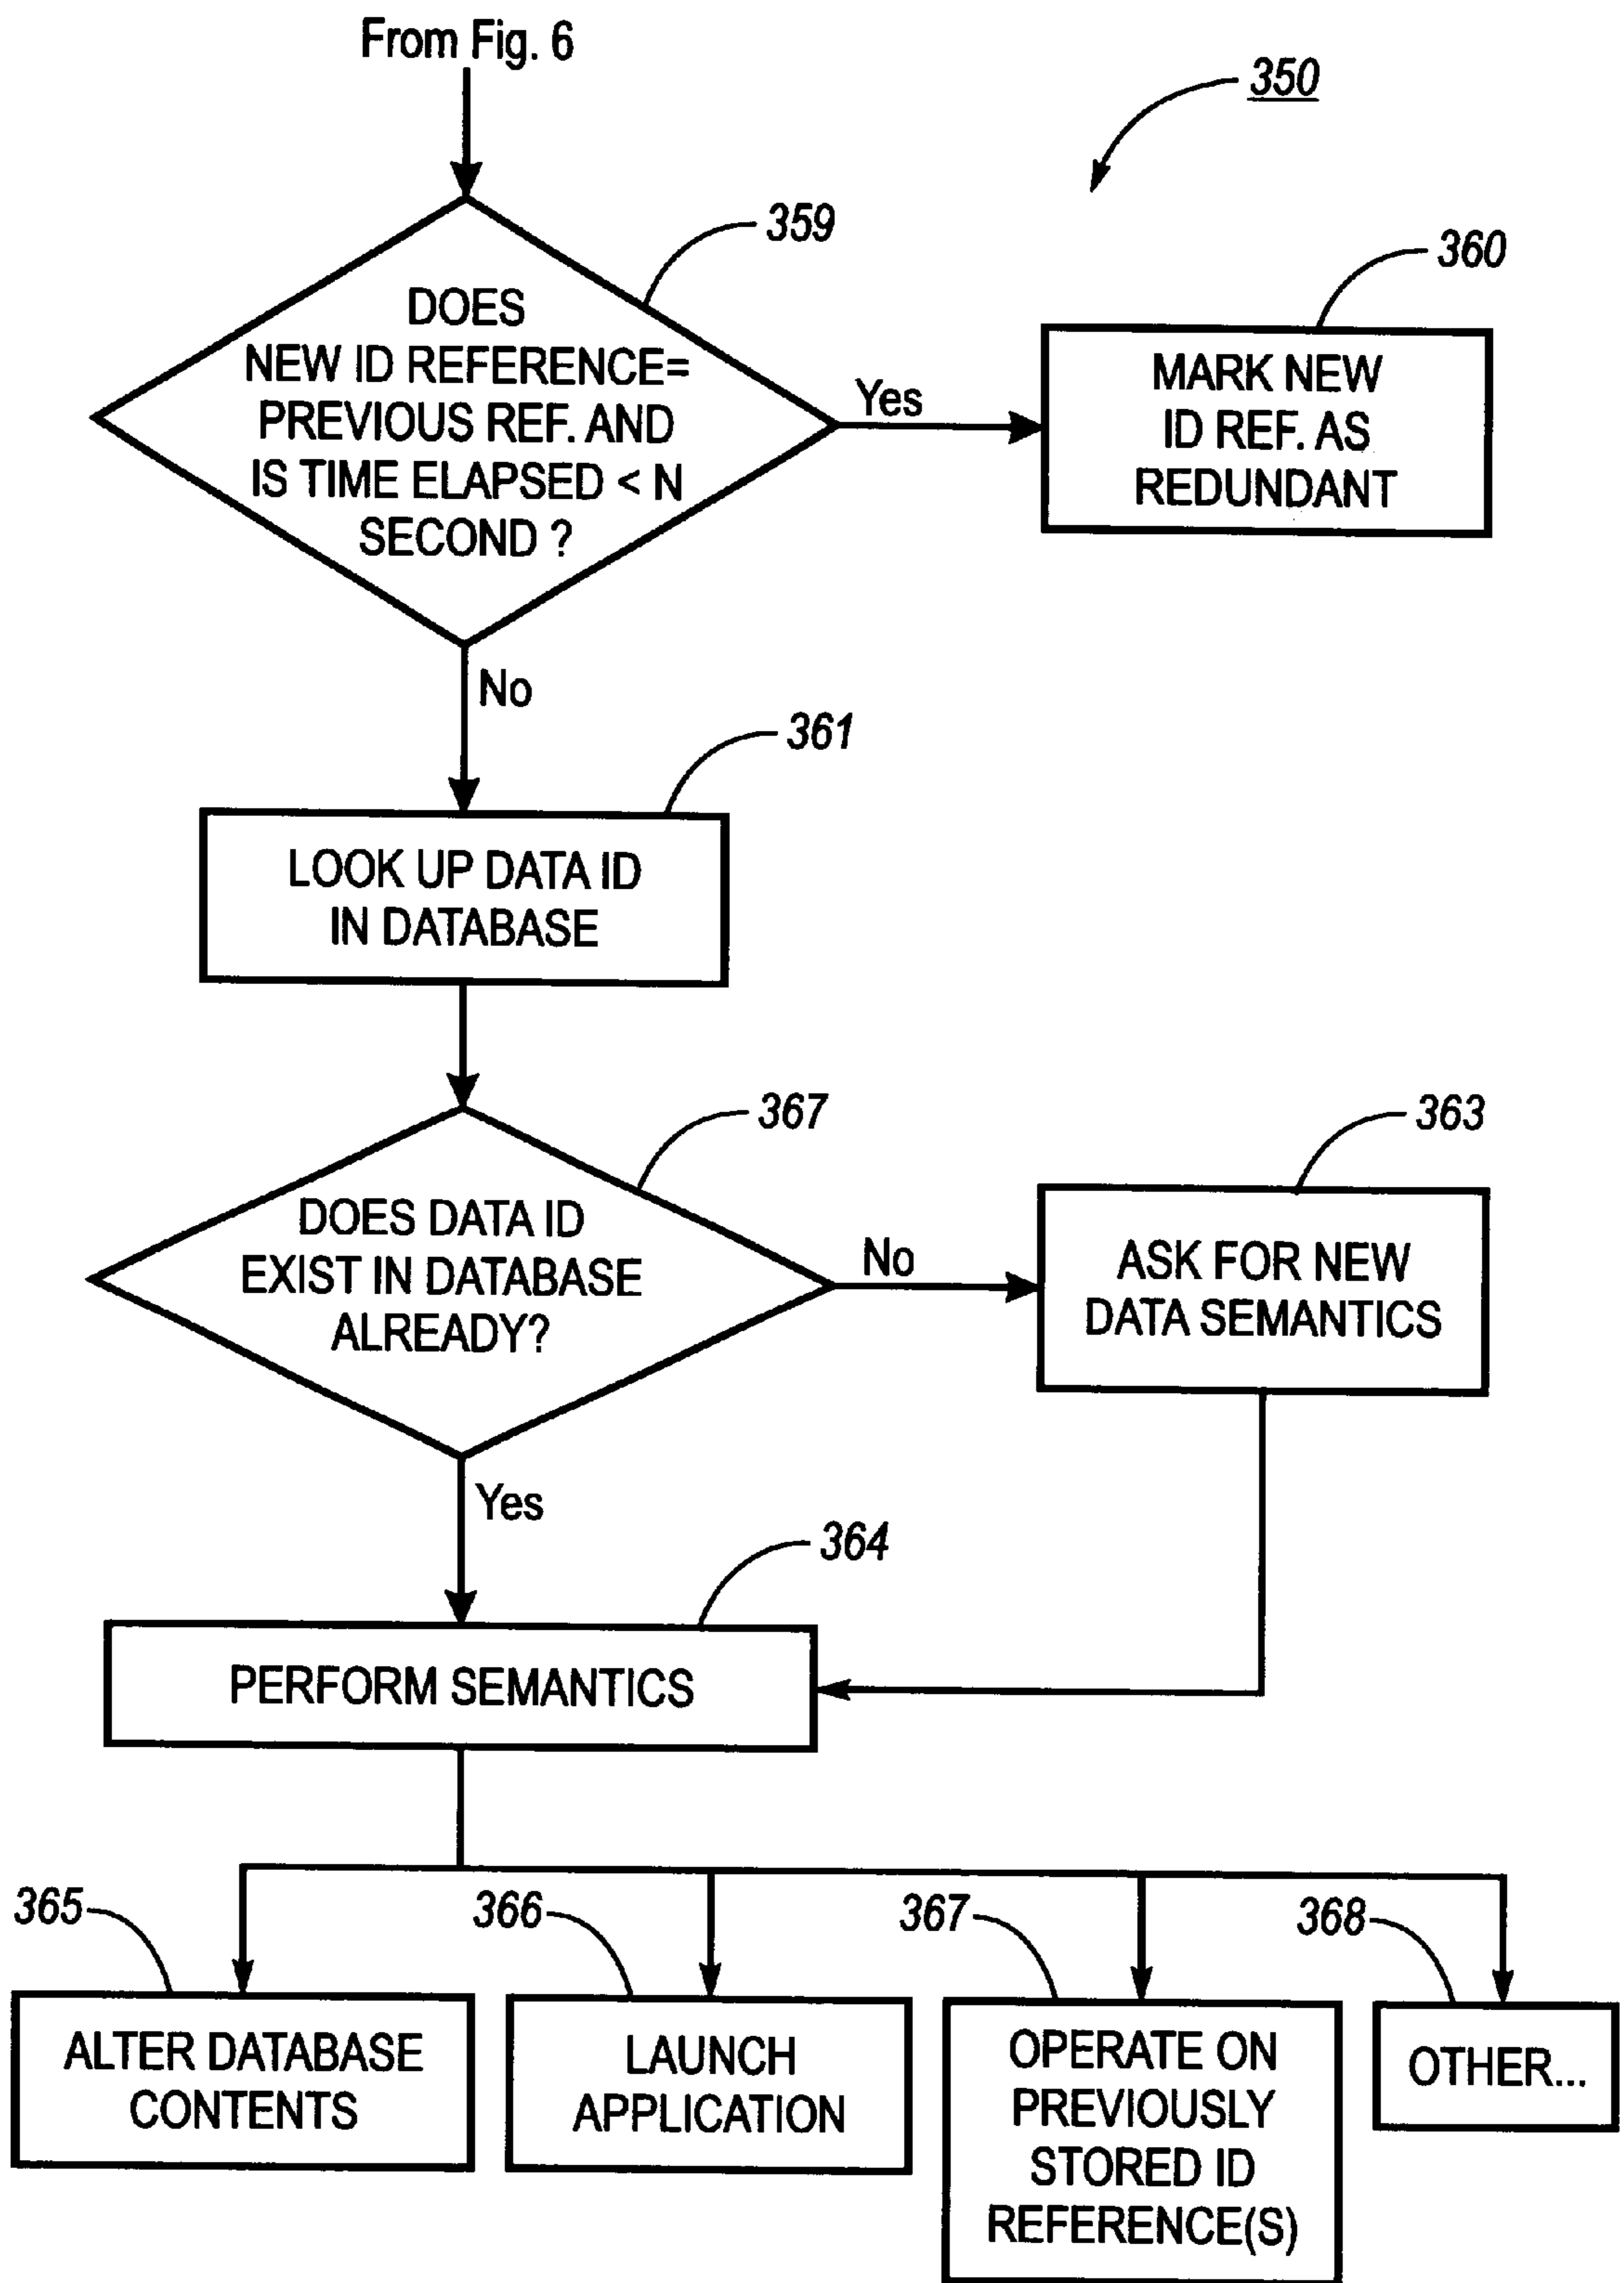 From Fig. 6
350
359
DOES
NEW ID REFERENCE=
PREVIOUS REF. AND
IS TIME ELAPSED < N
SECOND ?
Yes
360
MARK NEW
ID REF. AS
REDUNDANT
No
361
LOOK UP DATA ID
IN DATABASE
367
DOES DATA ID
EXIST IN DATABASE
ALREADY?
No
363
ASK FOR NEW
DATA SEMANTICS
Yes
364
PERFORM SEMANTICS
365
ALTER DATABASE
CONTENTS
366
LAUNCH
APPLICATION
367
OPERATE ON
PREVIOUSLY
STORED ID
REFERENCE(S)
368
OTHER...